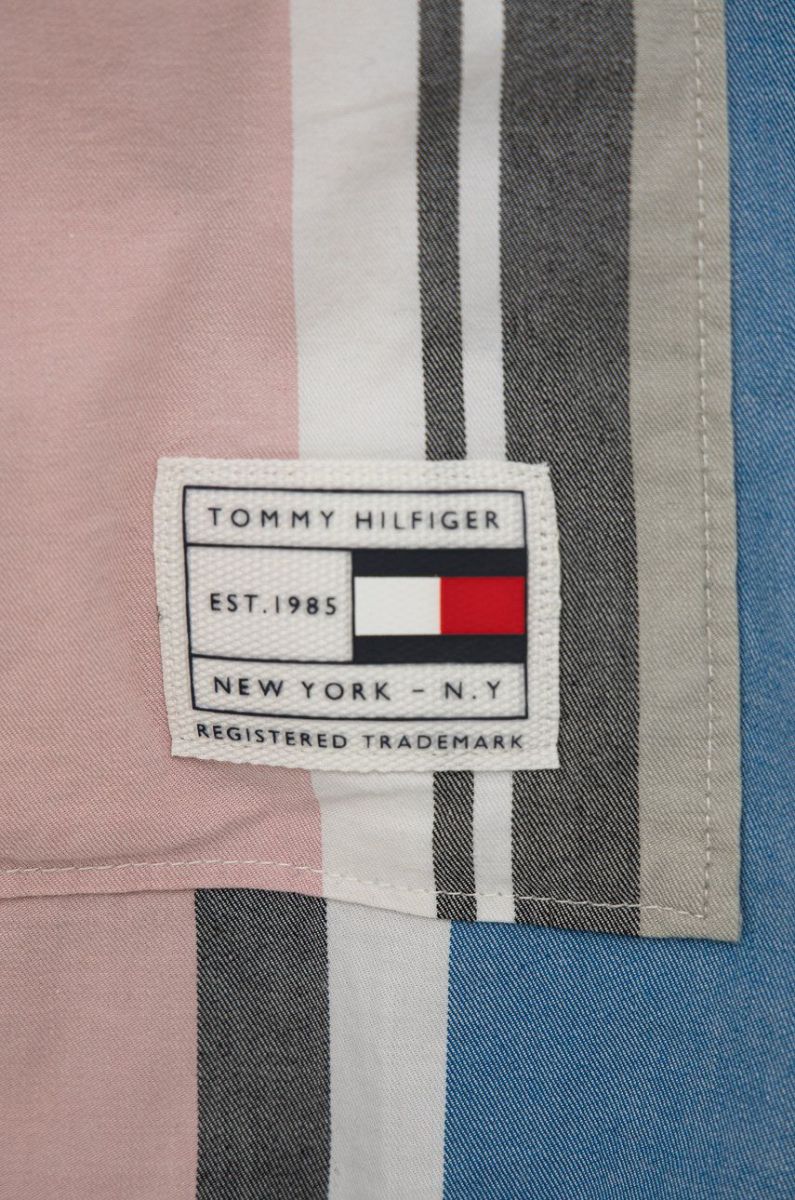 TOMMY HILFIGER
EST.1985
NEW YORK - N.Y
REGISTERED TRADEMARK